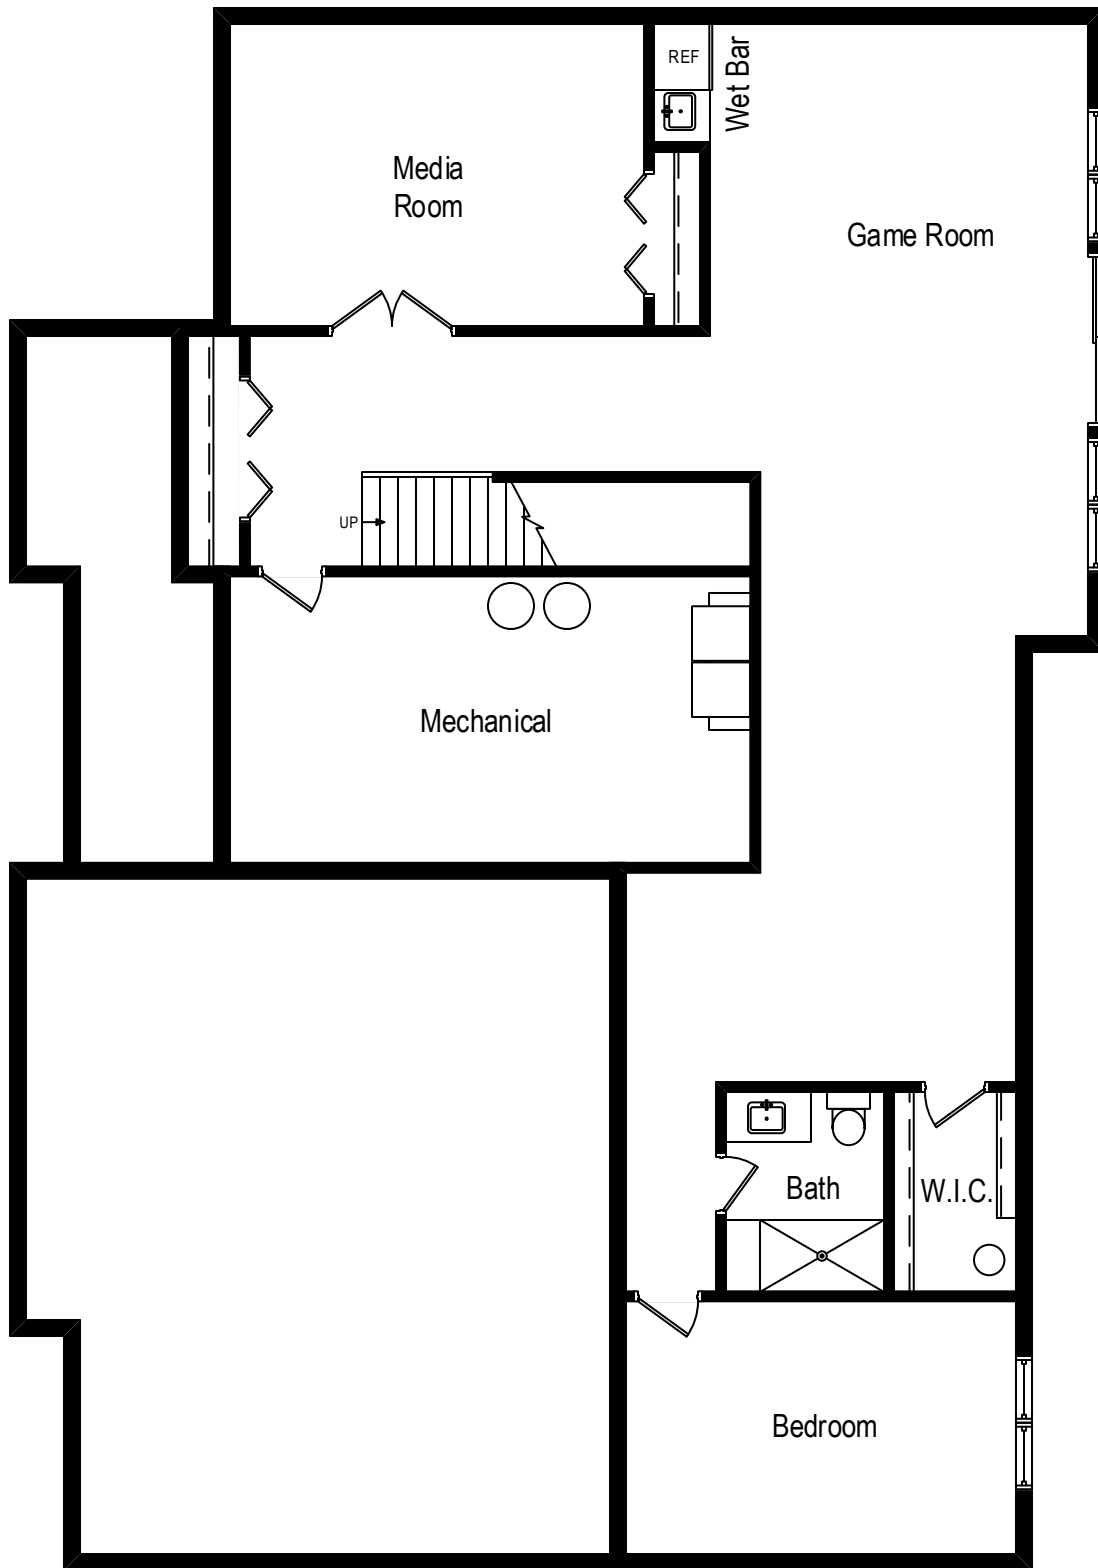 REF
Wet Bar
Media
Room
Game Room
UP
Mechanical
Bath
W.I.C.
Bedroom